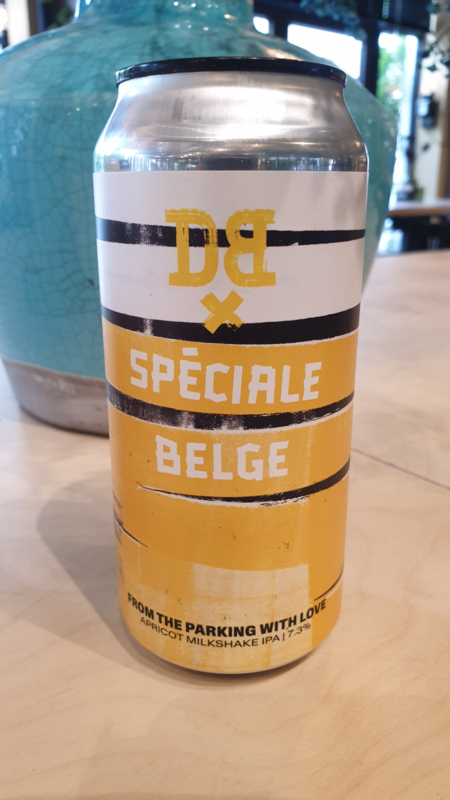 DB
X
SPÉCIALE
BELGE
FROM THE PARKING WITH LOVE
APRICOT MILKSHAKE IPA | 7.3%